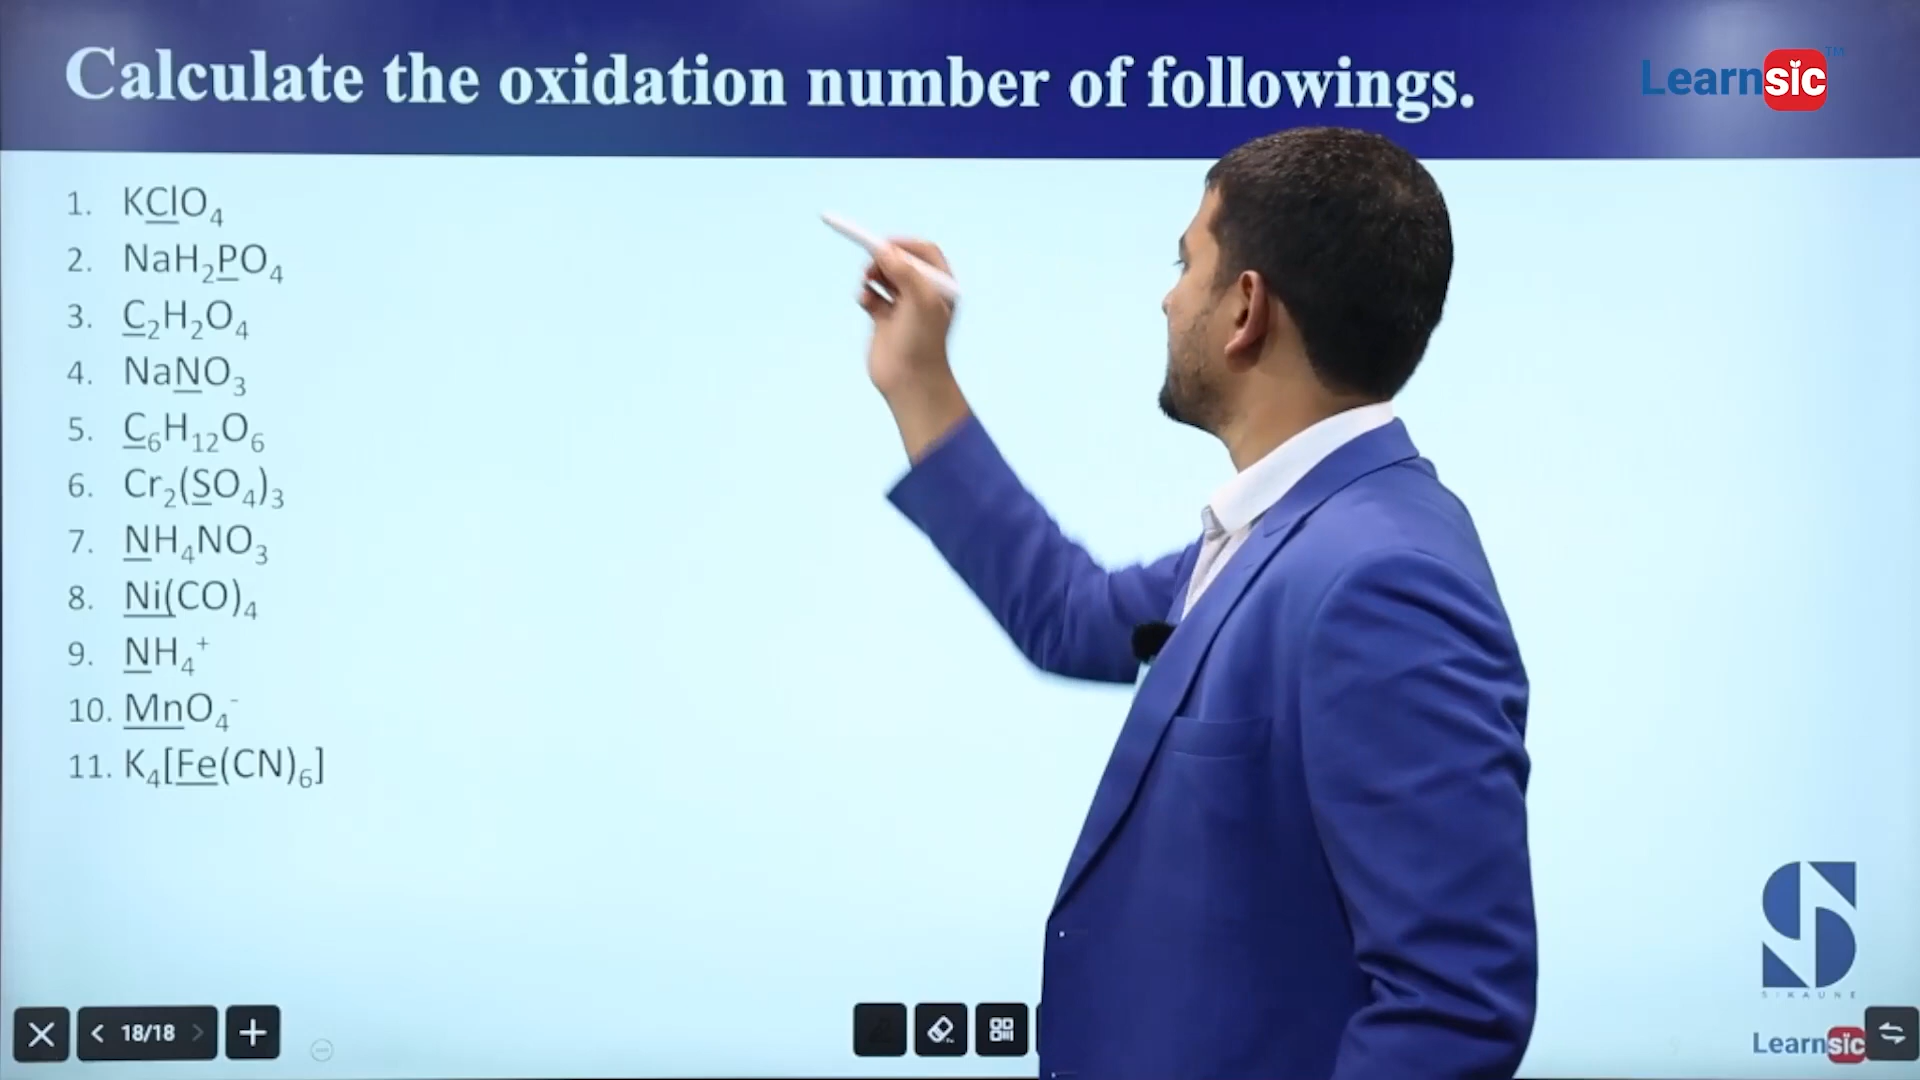 Calculate the oxidation number of followings.
Learnsic™
1. KClO₄
2. NaH₂PO₄
3. C₂H₂O₄
4. NaNO₃
5. C₆H₁₂O₆
6. Cr₂(SO₄)₃
7. NH₄NO₃
8. Ni(CO)₄
9. NH₄⁺
10. MnO₄⁻
11. K₄[Fe(CN)₆]
SIKAUNE
18/18
Learnsic